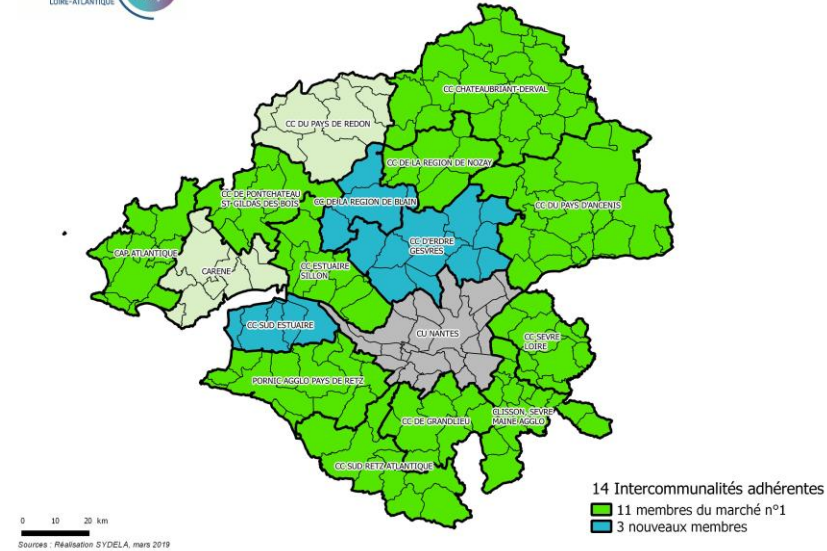 LOIRE-ATLANTIQUE
CC CHATEAUBRIANT-DERVAL
CC DU PAYS DE REDON
CC DE LA REGION DE NOZAY
CC DE PONTCHATEAU
ST-GILDAS DES BOIS
CC DE LA REGION DE BLAIN
CC DU PAYS D'ANCENIS
CC D'ERDRE
GESVRES
CAP ATLANTIQUE
CARENE
CC ESTUAIRE
SILLON
CC SUD ESTUAIRE
CU NANTES
CC SEVRE
LOIRE
PORNIC AGGLO PAYS DE RETZ
CC DE GRANDLIEU
CLISSON, SEVRE
MAINE AGGLO
CC SUD RETZ ATLANTIQUE
14 Intercommunalités adhérentes
11 membres du marché n°1
3 nouveaux membres
0 10 20 km
Sources : Réalisation SYDELA, mars 2019